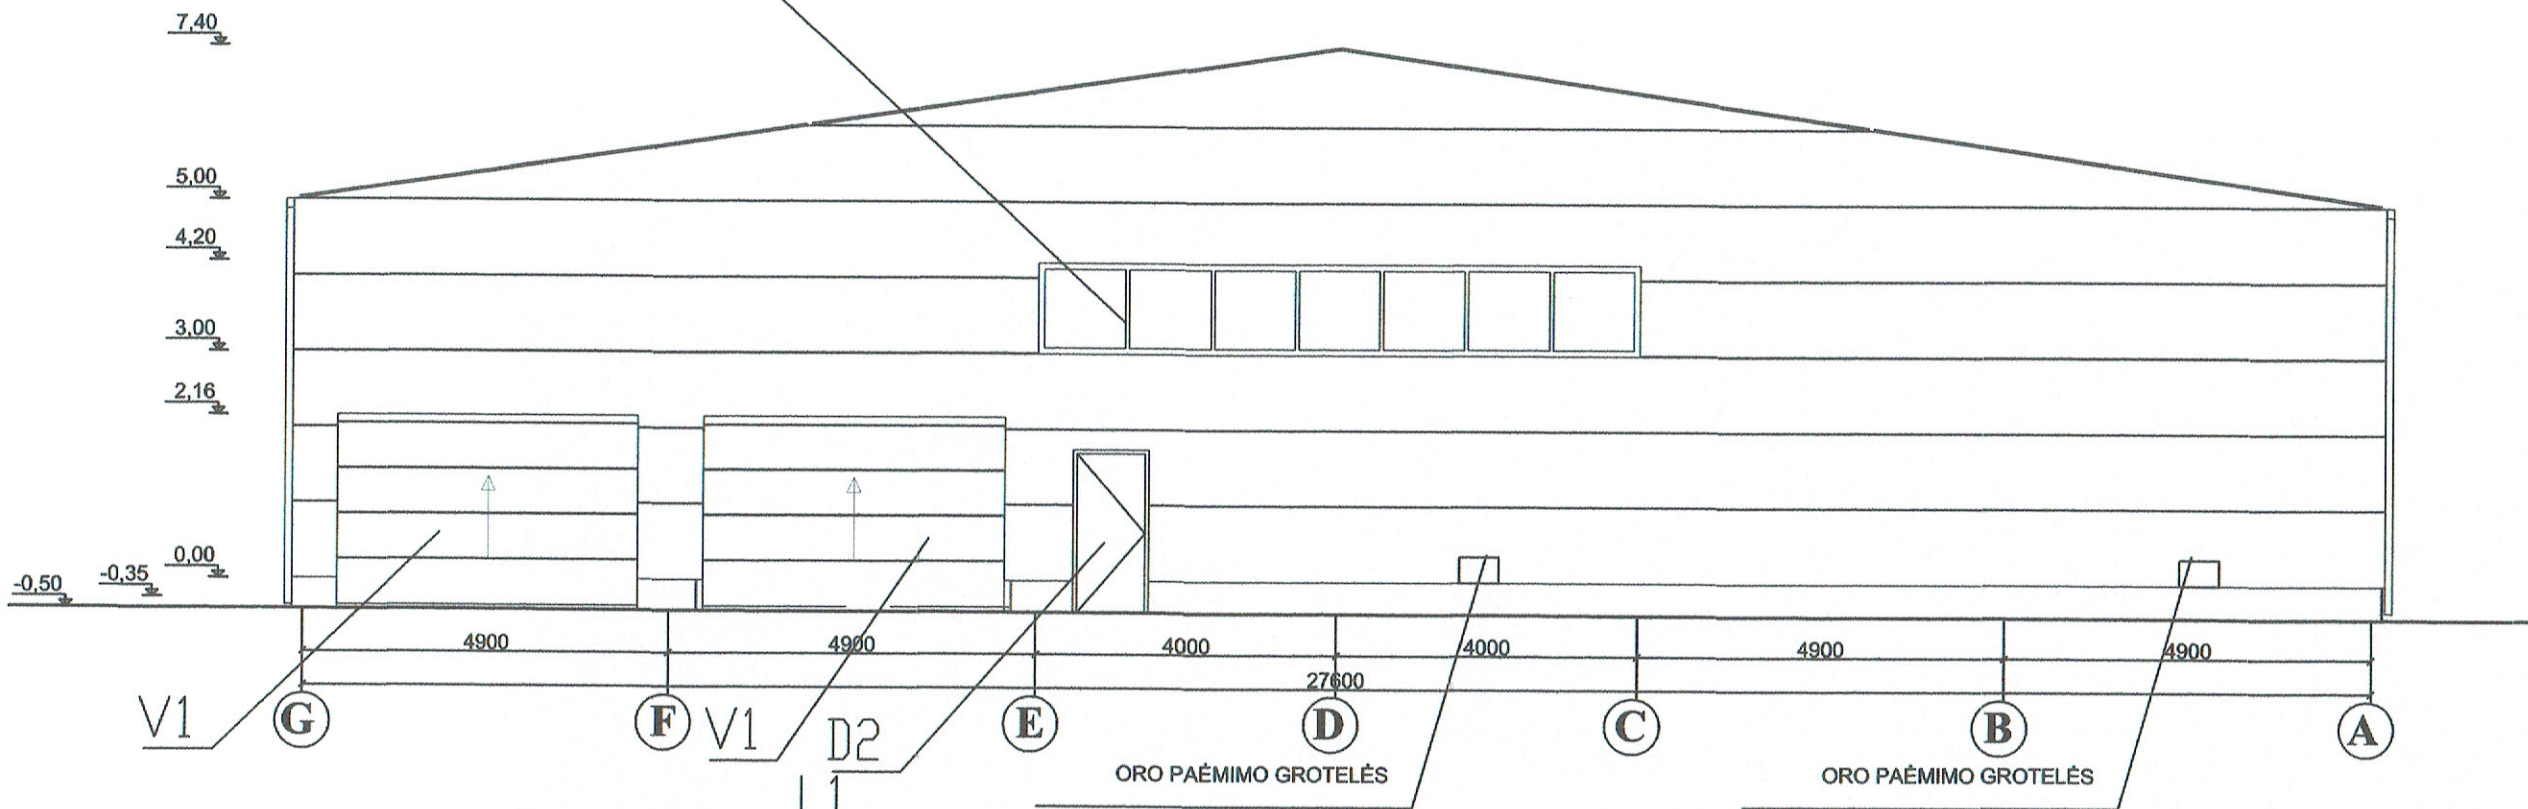 7,40
5,00
4,20
3,00
2,16
0,00
-0,50 -0,35
4900 4900 4000 4000 4900 4900
27600
G F E D C B A
V1 V1 D2
ORO PAĖMIMO GROTELĖS ORO PAĖMIMO GROTELĖS